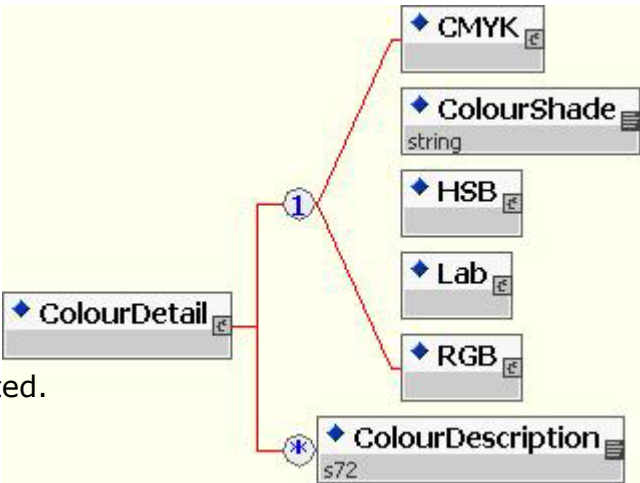 CMYK
ColourShade
string
HSB
1
Lab
ColourDetail
RGB
ed.
* ColourDescription
s72